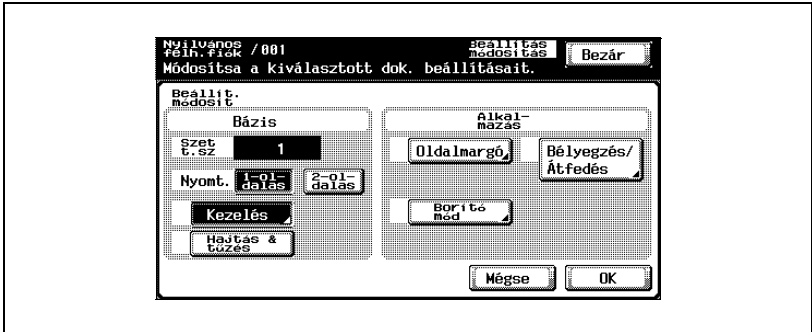 Nyilvános
félh.fiók /001
Beállítás
módosítás
Bezár
Módosítsa a kiválasztott dok. beállításait.
Beállít.
módosít
Bázis
Alkal-
mazás
Szet
t.sz 1
Oldalmargó
Bélyegzés/
Átfedés
Nyomt. 1-ol-
dalas
2-ol-
dalas
Kezelés
Borító
mód
Hajtás &
tűzés
Mégse
OK